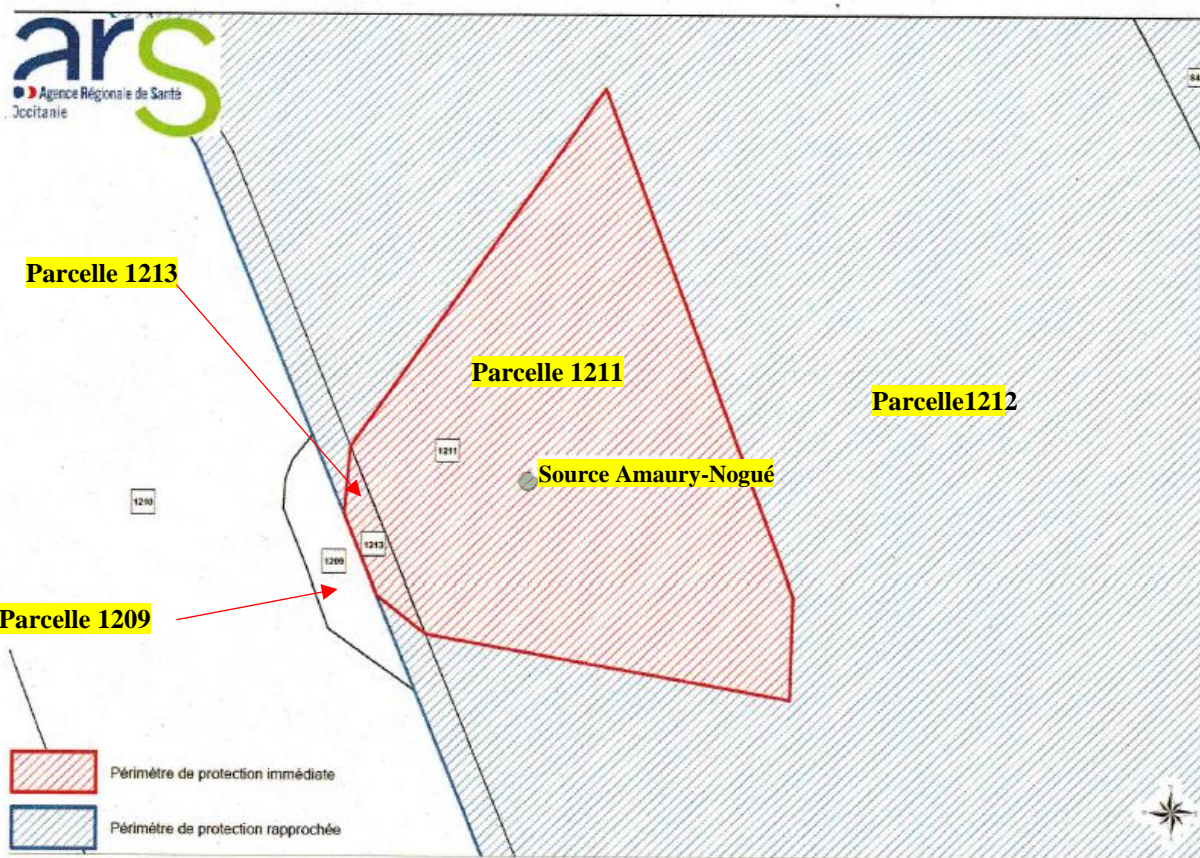 ars
Agence Régionale de Santé
Occitanie
Parcelle 1213
Parcelle 1211
Parcelle1212
1211
Source Amaury-Nogué
1210
1213
1209
Parcelle 1209
Périmètre de protection immédiate
Périmètre de protection rapprochée